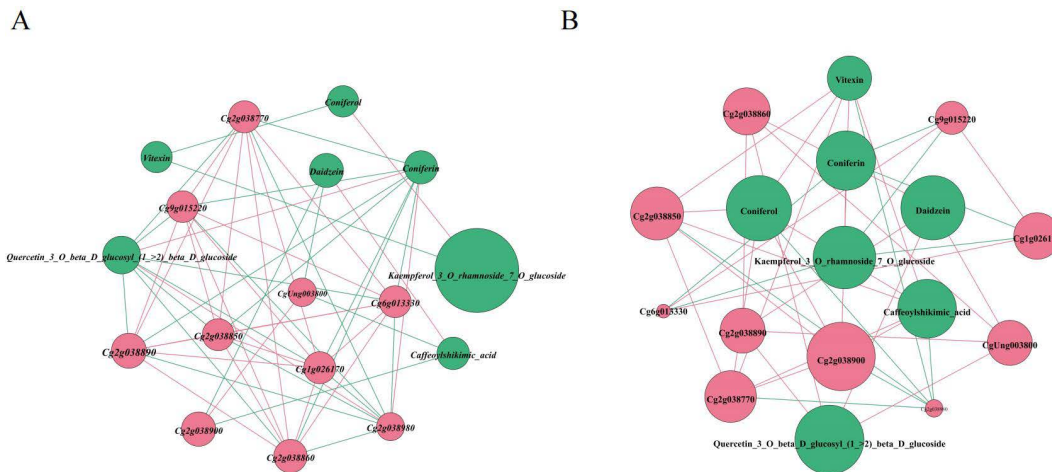 A
Coniferol
Cg2g038770
Vitexin
Daidzein
Coniferin
Cg9g015220
Quercetin_3_O_beta_D_glucosyl_(1_>2)_beta_D_glucoside
Kaempferol_3_O_rhamnoside_7_O_glucoside
CgUng003800
Cg6g013330
Cg2g038850
Cg2g038890
Caffeoylshikimic_acid
Cg1g026170
Cg2g038900
Cg2g038980
Cg2g038860
B
Vitexin
Cg2g038860
Cg9g015220
Coniferin
Cg2g038850
Coniferol
Daidzein
Cg1g0261
Kaempferol_3_O_rhamnoside_7_O_glucoside
Cg6g013330
Caffeoylshikimic_acid
Cg2g038890
CgUng003800
Cg2g038900
Cg2g038770
Cg2g038980
Quercetin_3_O_beta_D_glucosyl_(1_>2)_beta_D_glucoside